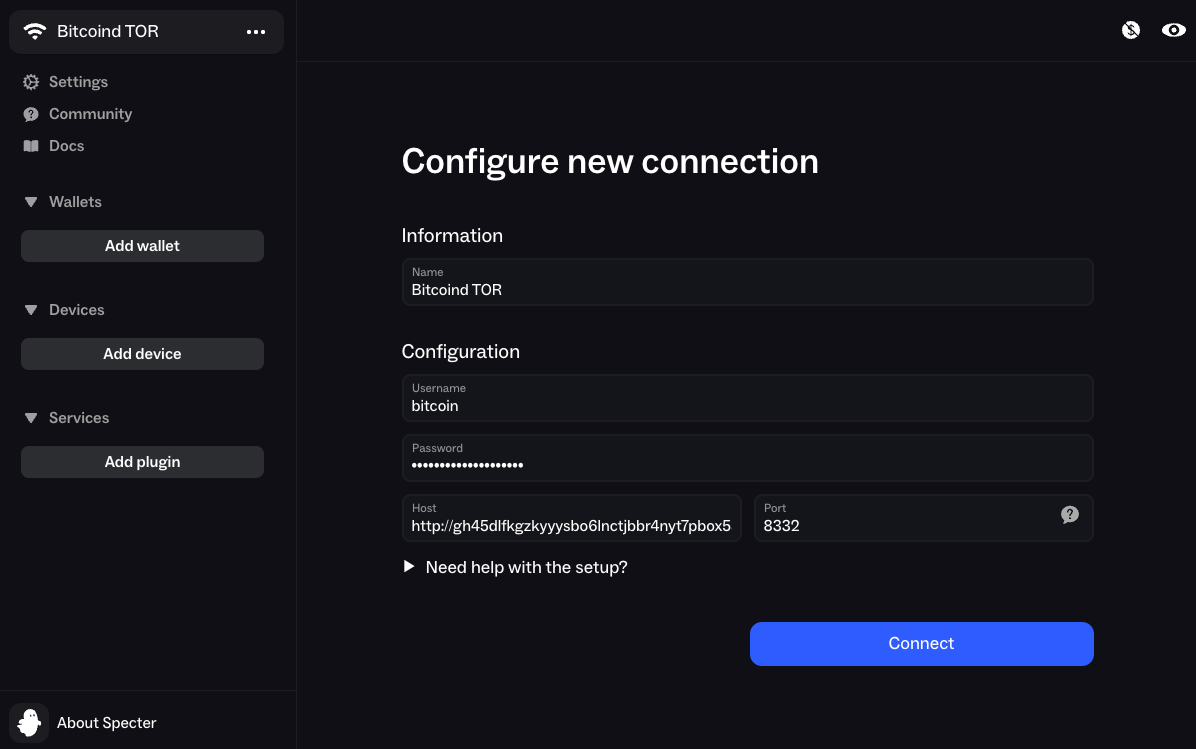 Bitcoind TOR
Settings
Community
Docs
Wallets
Add wallet
Devices
Add device
Services
Add plugin
About Specter
Configure new connection
Information
Name
Bitcoind TOR
Configuration
Username
bitcoin
Password
••••••••••••••••••••
Host
http://gh45dlfkgzkyyysbo6lnctjbbr4nyt7pbox5
Port
8332
Need help with the setup?
Connect